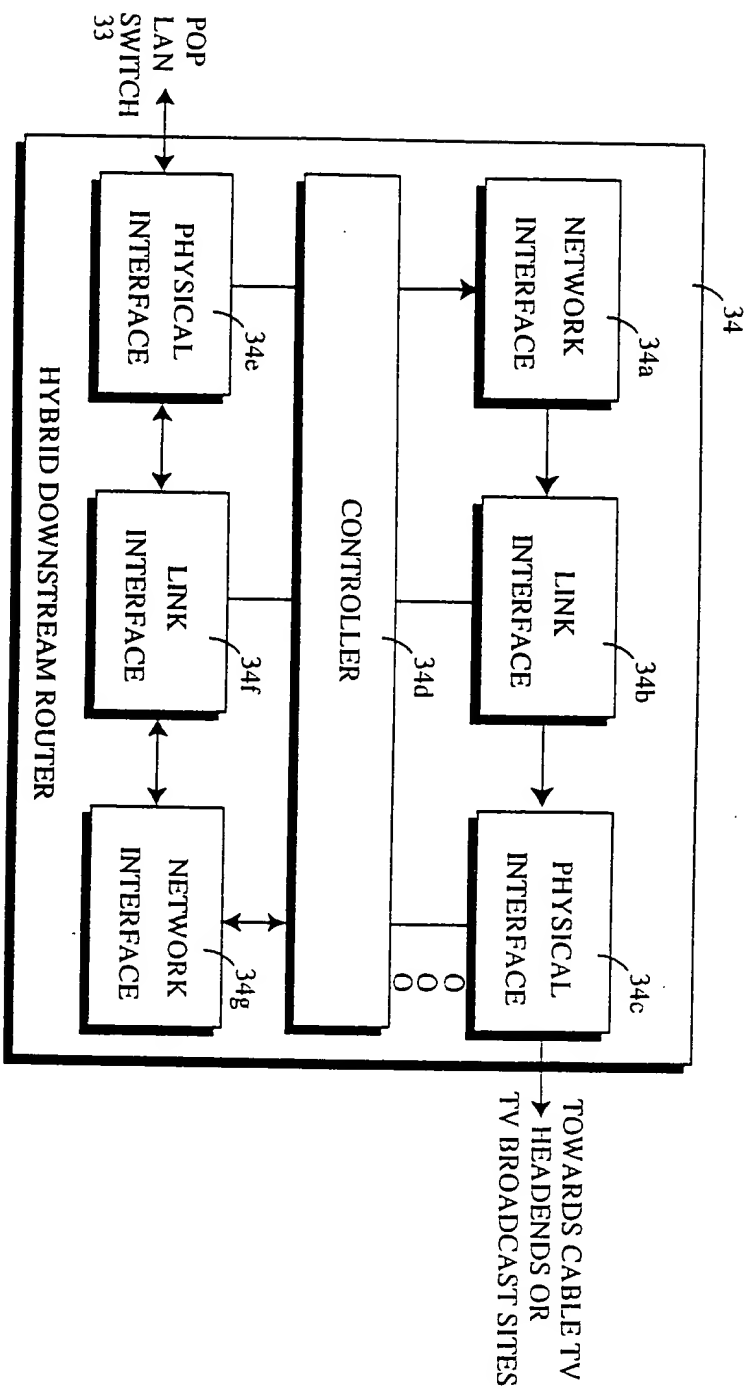 34
34a
NETWORK
INTERFACE
34b
LINK
INTERFACE
34c
PHYSICAL
INTERFACE
TOWARDS CABLE TV
HEADENDS OR
TV BROADCAST SITES
CONTROLLER
34d
POP
LAN
SWITCH
33
34e
PHYSICAL
INTERFACE
34f
LINK
INTERFACE
34g
NETWORK
INTERFACE
HYBRID DOWNSTREAM ROUTER